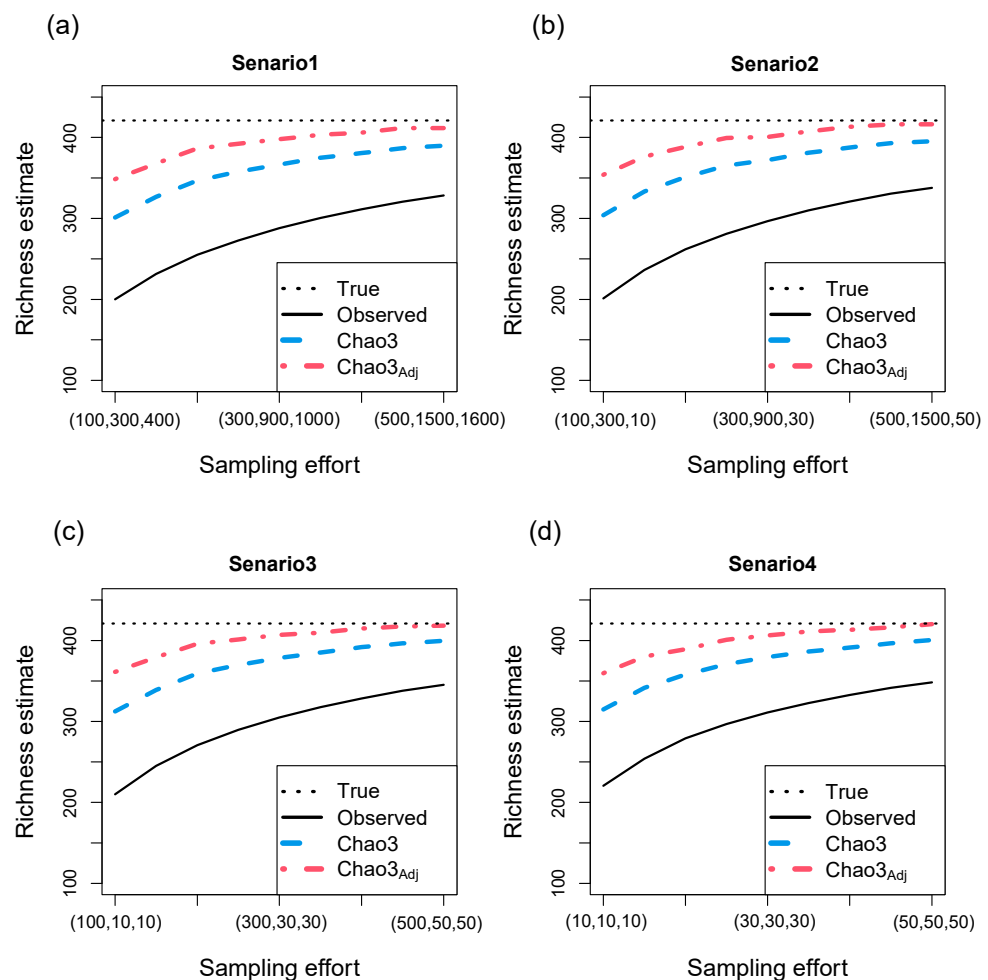 (a)
Senario1
Richness estimate
400
300
200
100
True
Observed
Chao3
Chao3Adj
(100,300,400) (300,900,1000) (500,1500,1600)
Sampling effort
(b)
Senario2
Richness estimate
400
300
200
100
True
Observed
Chao3
Chao3Adj
(100,300,10) (300,900,30) (500,1500,50)
Sampling effort
(c)
Senario3
Richness estimate
400
300
200
100
True
Observed
Chao3
Chao3Adj
(100,10,10) (300,30,30) (500,50,50)
Sampling effort
(d)
Senario4
Richness estimate
400
300
200
100
True
Observed
Chao3
Chao3Adj
(10,10,10) (30,30,30) (50,50,50)
Sampling effort